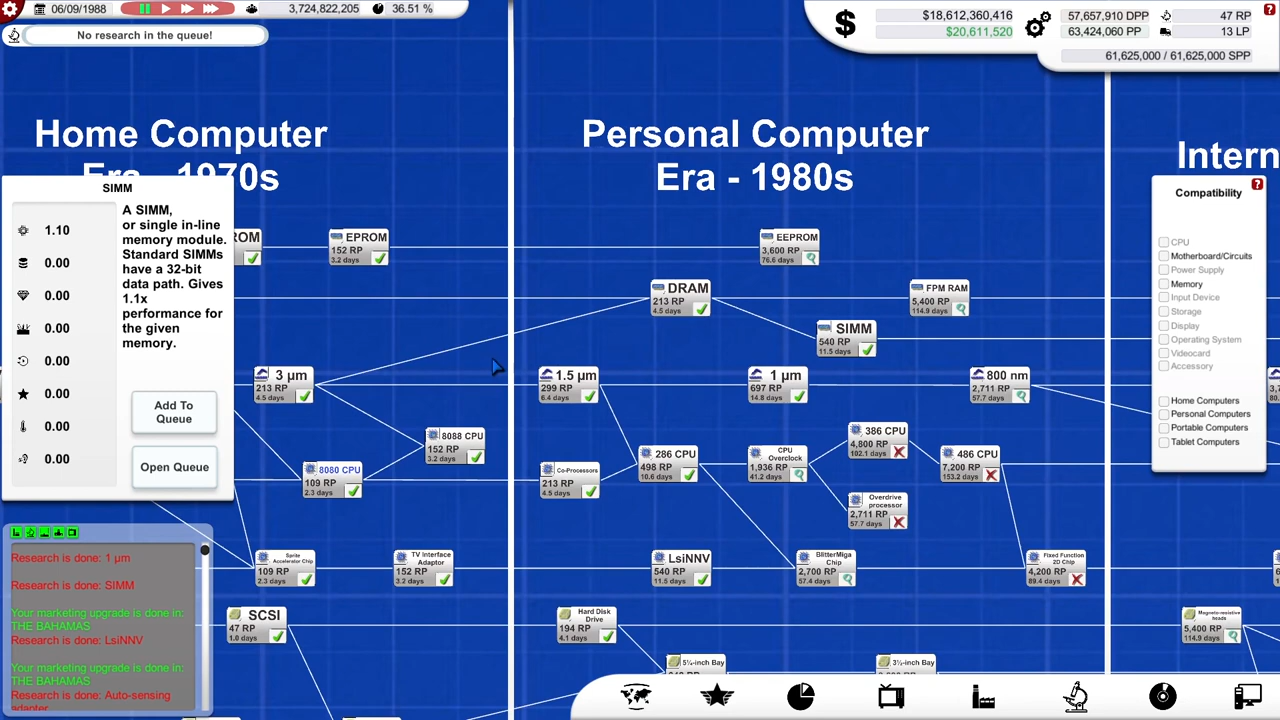 06/09/1988
3,724,822,205
36.51 %
$18,612,360,416
$20,611,520
57,657,910 DPP
63,424,060 PP
47 RP
13 LP
61,625,000 / 61,625,000 SPP
No research in the queue!
Home Computer
Era - 1970s
Personal Computer
Era - 1980s
Intern
SIMM
1.10
0.00
0.00
0.00
0.00
0.00
0.00
0.00
A SIMM,
or single in-line
memory module.
Standard SIMMs
have a 32-bit
data path. Gives
1.1x
performance for
the given
memory.
Add To
Queue
Open Queue
ROM
EPROM
152 RP
3.2 days
EEPROM
3,600 RP
76.6 days
DRAM
213 RP
4.5 days
FPM RAM
5,400 RP
114.9 days
SIMM
540 RP
11.5 days
3 µm
213 RP
4.5 days
1.5 µm
299 RP
6.4 days
1 µm
697 RP
14.8 days
800 nm
2,711 RP
57.7 days
8088 CPU
152 RP
3.2 days
8080 CPU
109 RP
2.3 days
Co-Processors
213 RP
4.5 days
286 CPU
498 RP
10.6 days
CPU
Overclock
1,936 RP
41.2 days
386 CPU
4,800 RP
102.1 days
486 CPU
7,200 RP
153.2 days
Overdrive
processor
2,711 RP
57.7 days
Sprite
Accelerator Chip
109 RP
2.3 days
TV Interface
Adaptor
152 RP
3.2 days
LsiNNV
540 RP
11.5 days
BlitterMiga
Chip
2,700 RP
57.4 days
Fixed Function
2D Chip
4,200 RP
89.4 days
SCSI
47 RP
1.0 days
Hard Disk
Drive
194 RP
4.1 days
Magneto-resistive
heads
5,400 RP
114.9 days
5¼-inch Bay
3½-inch Bay
Compatibility
CPU
Motherboard/Circuits
Power Supply
Memory
Input Device
Storage
Display
Operating System
Videocard
Accessory
Home Computers
Personal Computers
Portable Computers
Tablet Computers
Research is done: 1 µm
Research is done: SIMM
Your marketing upgrade is done in:
THE BAHAMAS
Research is done: LsiNNV
Your marketing upgrade is done in:
THE BAHAMAS
Research is done: Auto-sensing
adapter